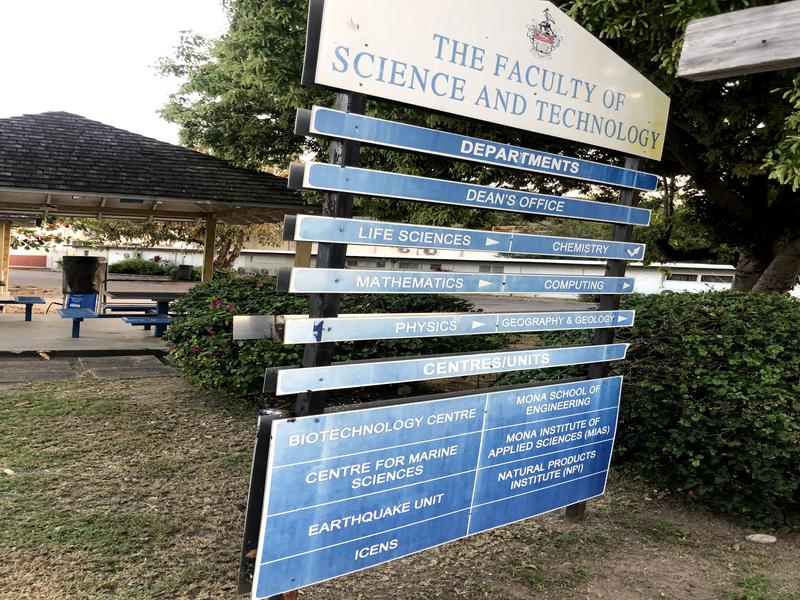 THE FACULTY OF
SCIENCE AND TECHNOLOGY
DEPARTMENTS
DEAN'S OFFICE
LIFE SCIENCES CHEMISTRY
MATHEMATICS COMPUTING
PHYSICS GEOGRAPHY & GEOLOGY
CENTRES/UNITS
BIOTECHNOLOGY CENTRE
CENTRE FOR MARINE
SCIENCES
EARTHQUAKE UNIT
ICENS
MONA SCHOOL OF
ENGINEERING
MONA INSTITUTE OF
APPLIED SCIENCES (MIAS)
NATURAL PRODUCTS
INSTITUTE (NPI)